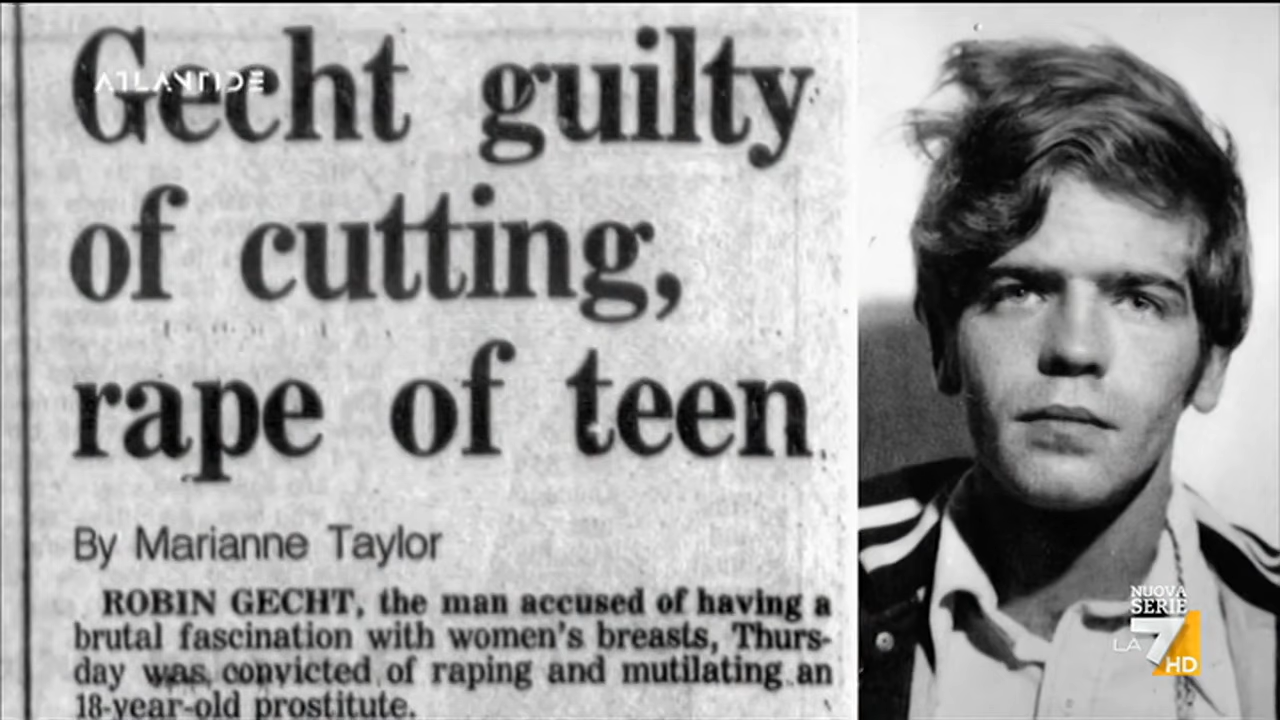 ATLANTIDE
Gecht guilty
of cutting,
rape of teen
By Marianne Taylor
ROBIN GECHT, the man accused of having a
brutal fascination with women's breasts, Thurs-
day was convicted of raping and mutilating an
18-year-old prostitute.
NUOVA
SERIE
LA7
HD